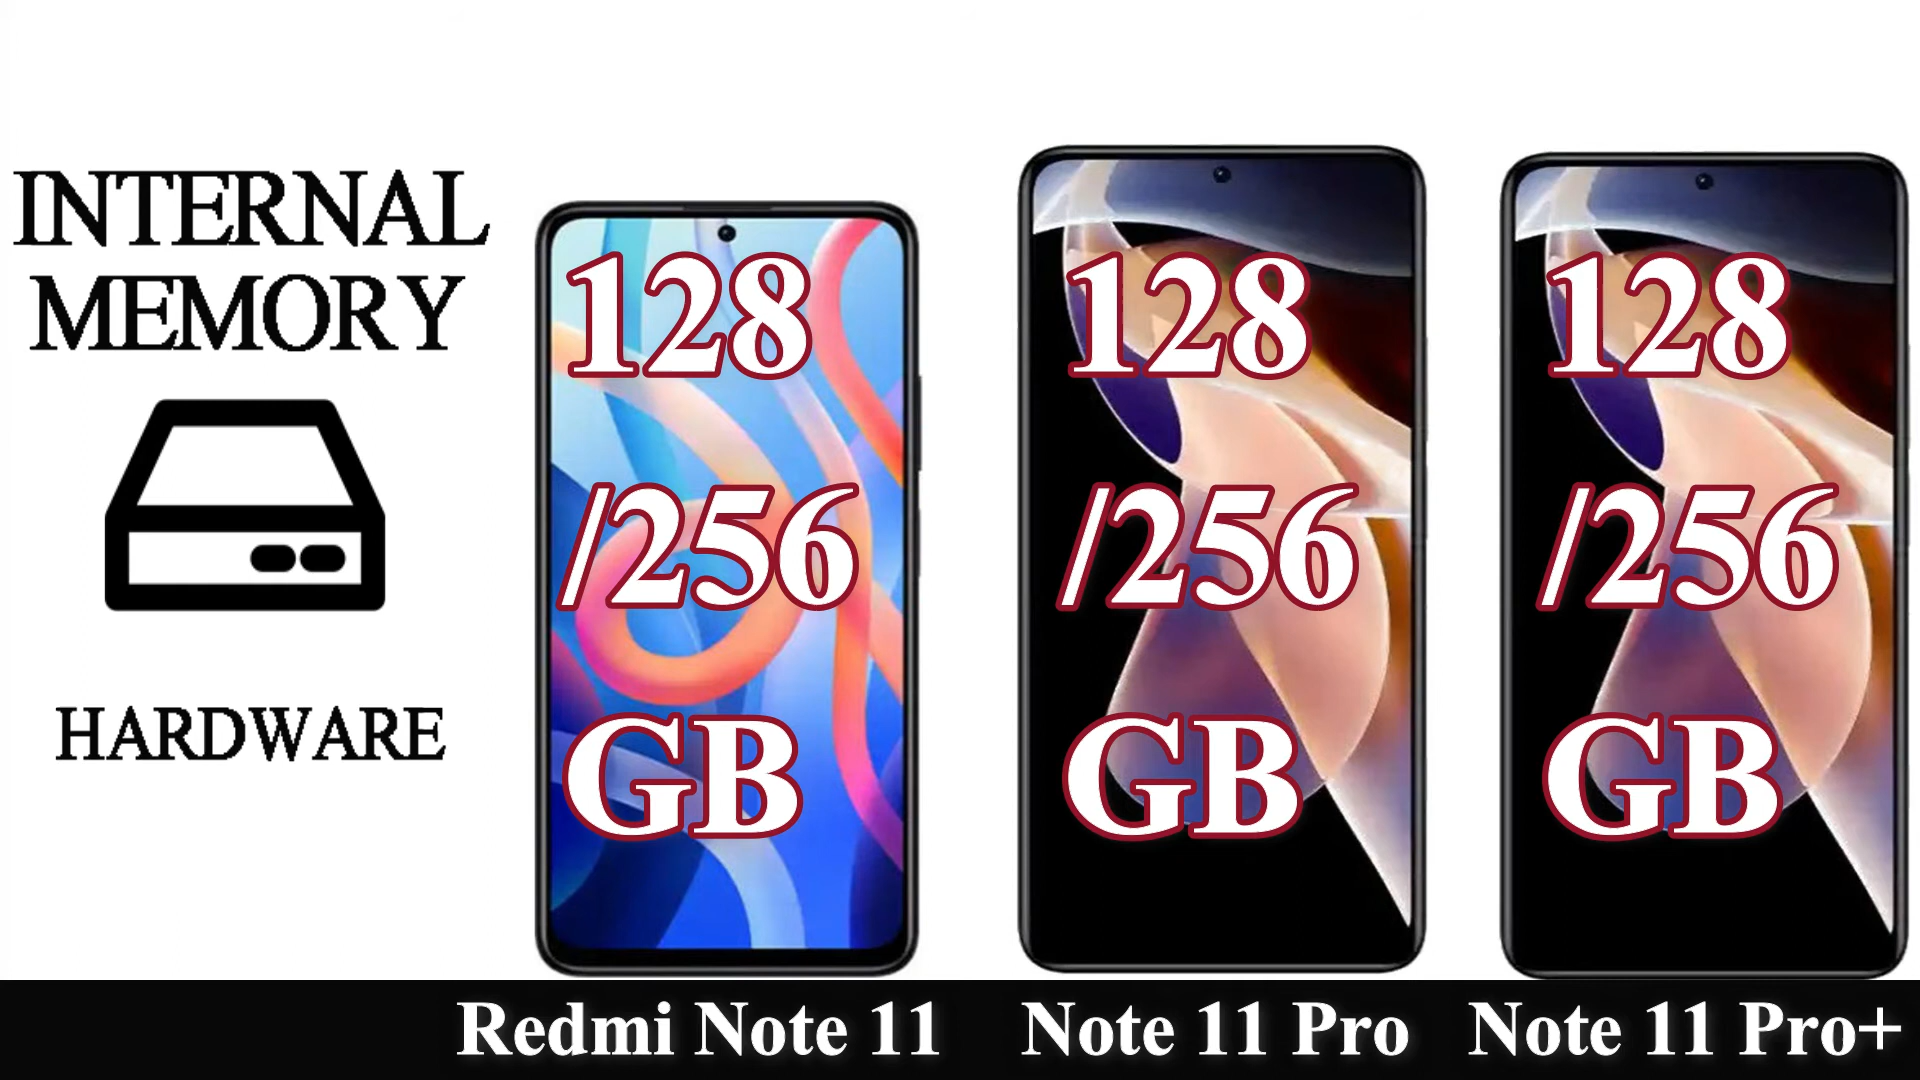 INTERNAL
MEMORY
HARDWARE
128
/256
GB
128
/256
GB
128
/256
GB
Redmi Note 11
Note 11 Pro
Note 11 Pro+